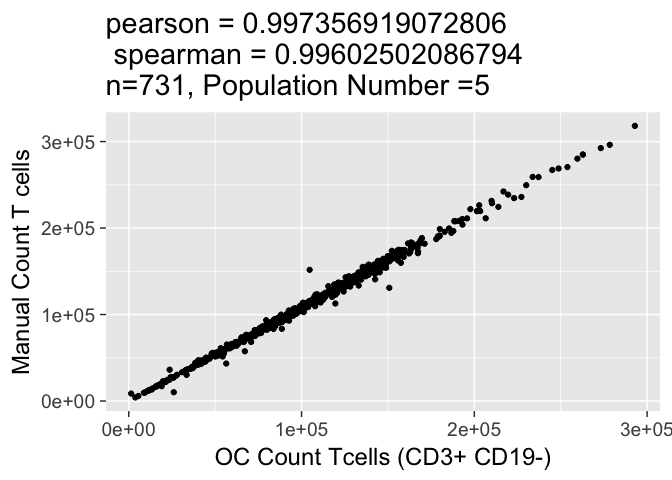 pearson = 0.997356919072806
spearman = 0.99602502086794
n=731, Population Number =5
Manual Count T cells
3e+05
2e+05
1e+05
0e+00
0e+00 1e+05 2e+05 3e+05
OC Count Tcells (CD3+ CD19-)